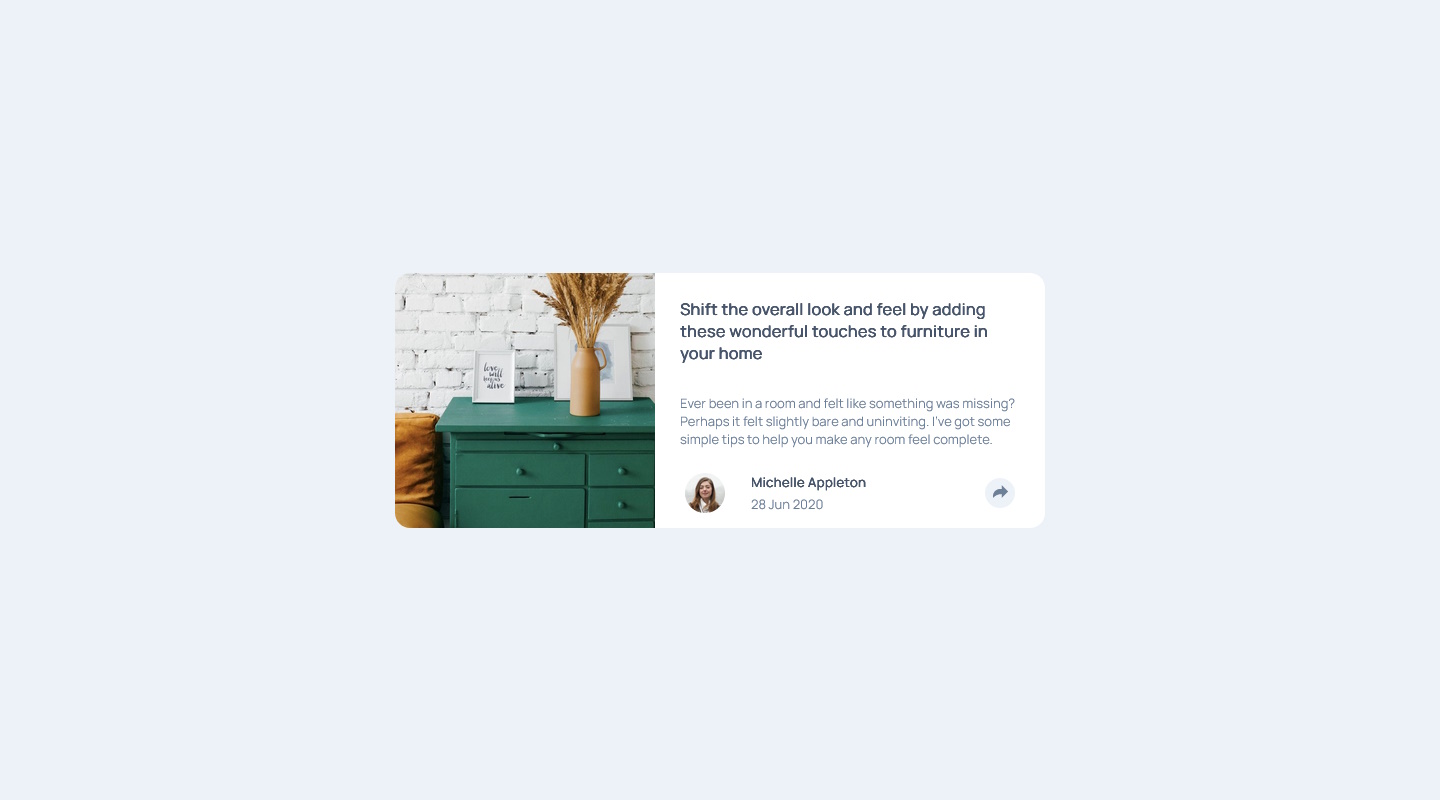 love
will
keep us
alive
Shift the overall look and feel by adding
these wonderful touches to furniture in
your home
Ever been in a room and felt like something was missing?
Perhaps it felt slightly bare and uninviting. I've got some
simple tips to help you make any room feel complete.
Michelle Appleton
28 Jun 2020